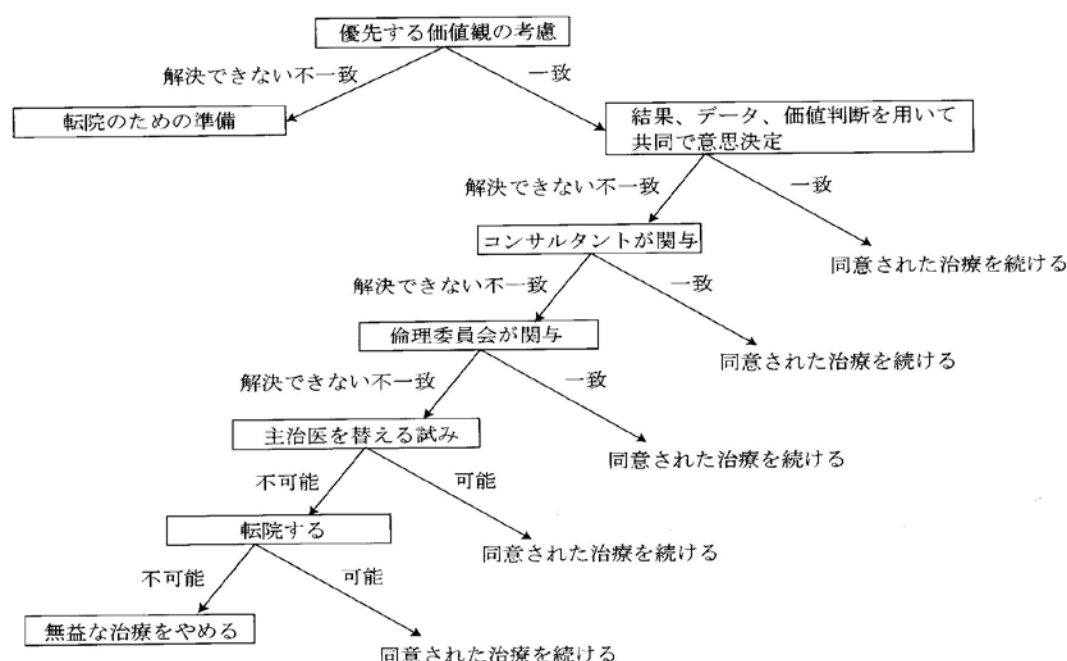 優先する価値観の考慮
解決できない不一致
一致
転院のための準備
結果、データ、価値判断を用いて
共同で意思決定
解決できない不一致
一致
コンサルタントが関与
同意された治療を続ける
解決できない不一致
一致
倫理委員会が関与
同意された治療を続ける
解決できない不一致
一致
主治医を替える試み
同意された治療を続ける
不可能
可能
転院する
同意された治療を続ける
不可能
可能
無益な治療をやめる
同意された治療を続ける